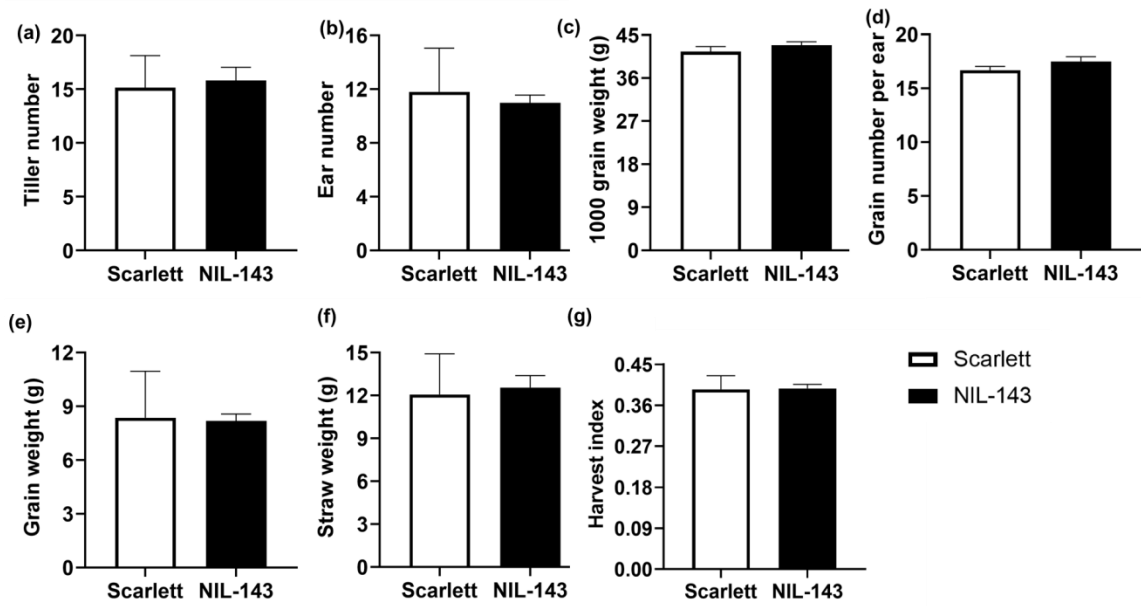 (a)
Tiller number
20
15
10
5
0
Scarlett NIL-143
(b)
Ear number
16
12
8
4
0
Scarlett NIL-143
(c)
1000 grain weight (g)
45
36
27
18
9
0
Scarlett NIL-143
(d)
Grain number per ear
20
15
10
5
0
Scarlett NIL-143
(e)
Grain weight (g)
12
9
6
3
0
Scarlett NIL-143
(f)
Straw weight (g)
15
12
9
6
3
0
Scarlett NIL-143
(g)
Harvest index
0.45
0.36
0.27
0.18
0.09
0.00
Scarlett NIL-143
Scarlett
NIL-143